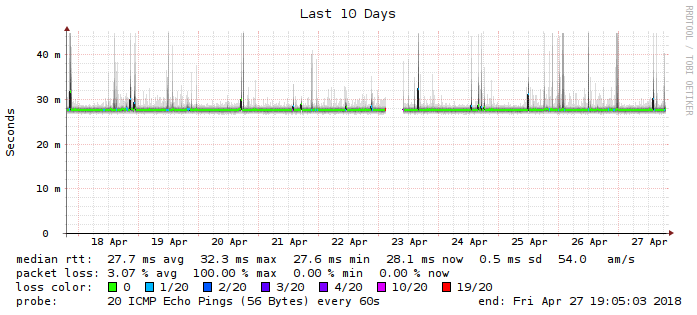 Last 10 Days
RRDTOOL / TOBI OETIKER
Seconds
40 m
30 m
20 m
10 m
0
18 Apr 19 Apr 20 Apr 21 Apr 22 Apr 23 Apr 24 Apr 25 Apr 26 Apr 27 Apr
median rtt: 27.7 ms avg 32.3 ms max 27.6 ms min 28.1 ms now 0.5 ms sd 54.0 am/s
packet loss: 3.07 % avg 100.00 % max 0.00 % min 0.00 % now
loss color: 0 1/20 2/20 3/20 4/20 10/20 19/20
probe: 20 ICMP Echo Pings (56 Bytes) every 60s end: Fri Apr 27 19:05:03 2018